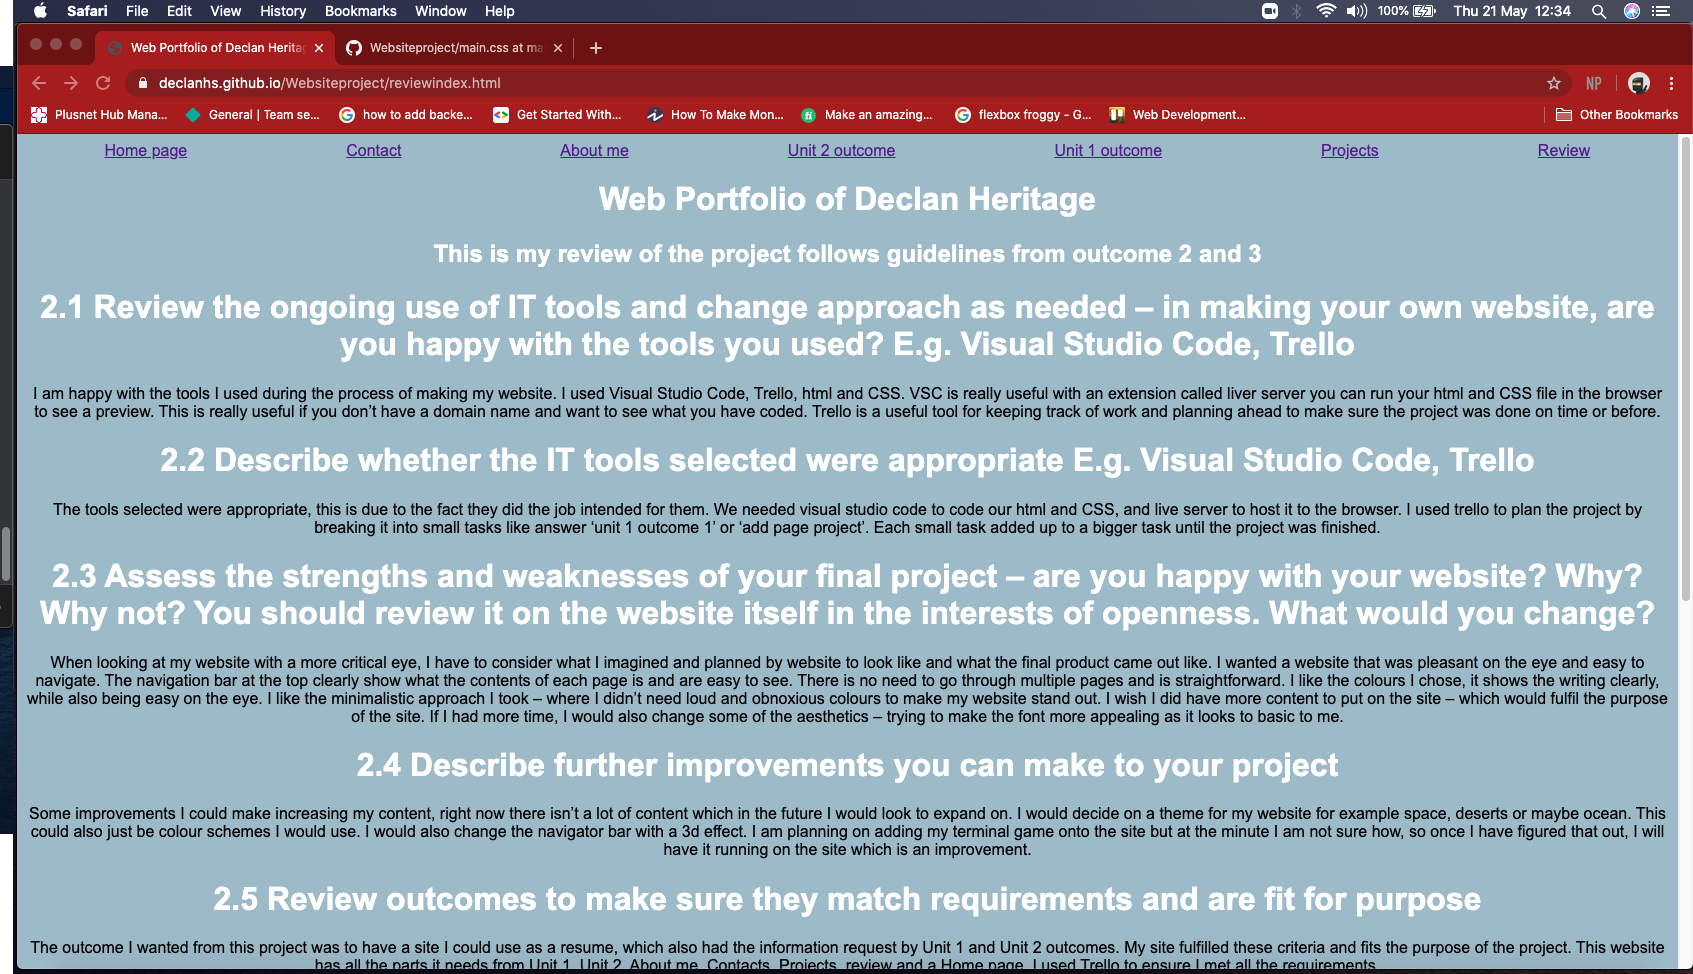 Safari File Edit View History Bookmarks Window Help 100% Thu 21 May 12:34
Web Portfolio of Declan Heritag Websiteproject/main.css at ma
declanhs.github.io/Websiteproject/reviewindex.html NP
Plusnet Hub Mana... General | Team se... how to add backe... Get Started With... How To Make Mon... Make an amazing... flexbox froggy - G... Web Development... Other Bookmarks
Home page Contact About me Unit 2 outcome Unit 1 outcome Projects Review
Web Portfolio of Declan Heritage
This is my review of the project follows guidelines from outcome 2 and 3
2.1 Review the ongoing use of IT tools and change approach as needed – in making your own website, are
you happy with the tools you used? E.g. Visual Studio Code, Trello
I am happy with the tools I used during the process of making my website. I used Visual Studio Code, Trello, html and CSS. VSC is really useful with an extension called liver server you can run your html and CSS file in the browser
to see a preview. This is really useful if you don’t have a domain name and want to see what you have coded. Trello is a useful tool for keeping track of work and planning ahead to make sure the project was done on time or before.
2.2 Describe whether the IT tools selected were appropriate E.g. Visual Studio Code, Trello
The tools selected were appropriate, this is due to the fact they did the job intended for them. We needed visual studio code to code our html and CSS, and live server to host it to the browser. I used trello to plan the project by
breaking it into small tasks like answer ‘unit 1 outcome 1’ or ‘add page project’. Each small task added up to a bigger task until the project was finished.
2.3 Assess the strengths and weaknesses of your final project – are you happy with your website? Why?
Why not? You should review it on the website itself in the interests of openness. What would you change?
When looking at my website with a more critical eye, I have to consider what I imagined and planned by website to look like and what the final product came out like. I wanted a website that was pleasant on the eye and easy to
navigate. The navigation bar at the top clearly show what the contents of each page is and are easy to see. There is no need to go through multiple pages and is straightforward. I like the colours I chose, it shows the writing clearly,
while also being easy on the eye. I like the minimalistic approach I took – where I didn’t need loud and obnoxious colours to make my website stand out. I wish I did have more content to put on the site – which would fulfil the purpose
of the site. If I had more time, I would also change some of the aesthetics – trying to make the font more appealing as it looks to basic to me.
2.4 Describe further improvements you can make to your project
Some improvements I could make increasing my content, right now there isn’t a lot of content which in the future I would look to expand on. I would decide on a theme for my website for example space, deserts or maybe ocean. This
could also just be colour schemes I would use. I would also change the navigator bar with a 3d effect. I am planning on adding my terminal game onto the site but at the minute I am not sure how, so once I have figured that out, I will
have it running on the site which is an improvement.
2.5 Review outcomes to make sure they match requirements and are fit for purpose
The outcome I wanted from this project was to have a site I could use as a resume, which also had the information request by Unit 1 and Unit 2 outcomes. My site fulfilled these criteria and fits the purpose of the project. This website
has all the parts it needs from Unit 1, Unit 2, About me, Contacts, Projects, review and a Home page. I used Trello to ensure I met all the requirements.